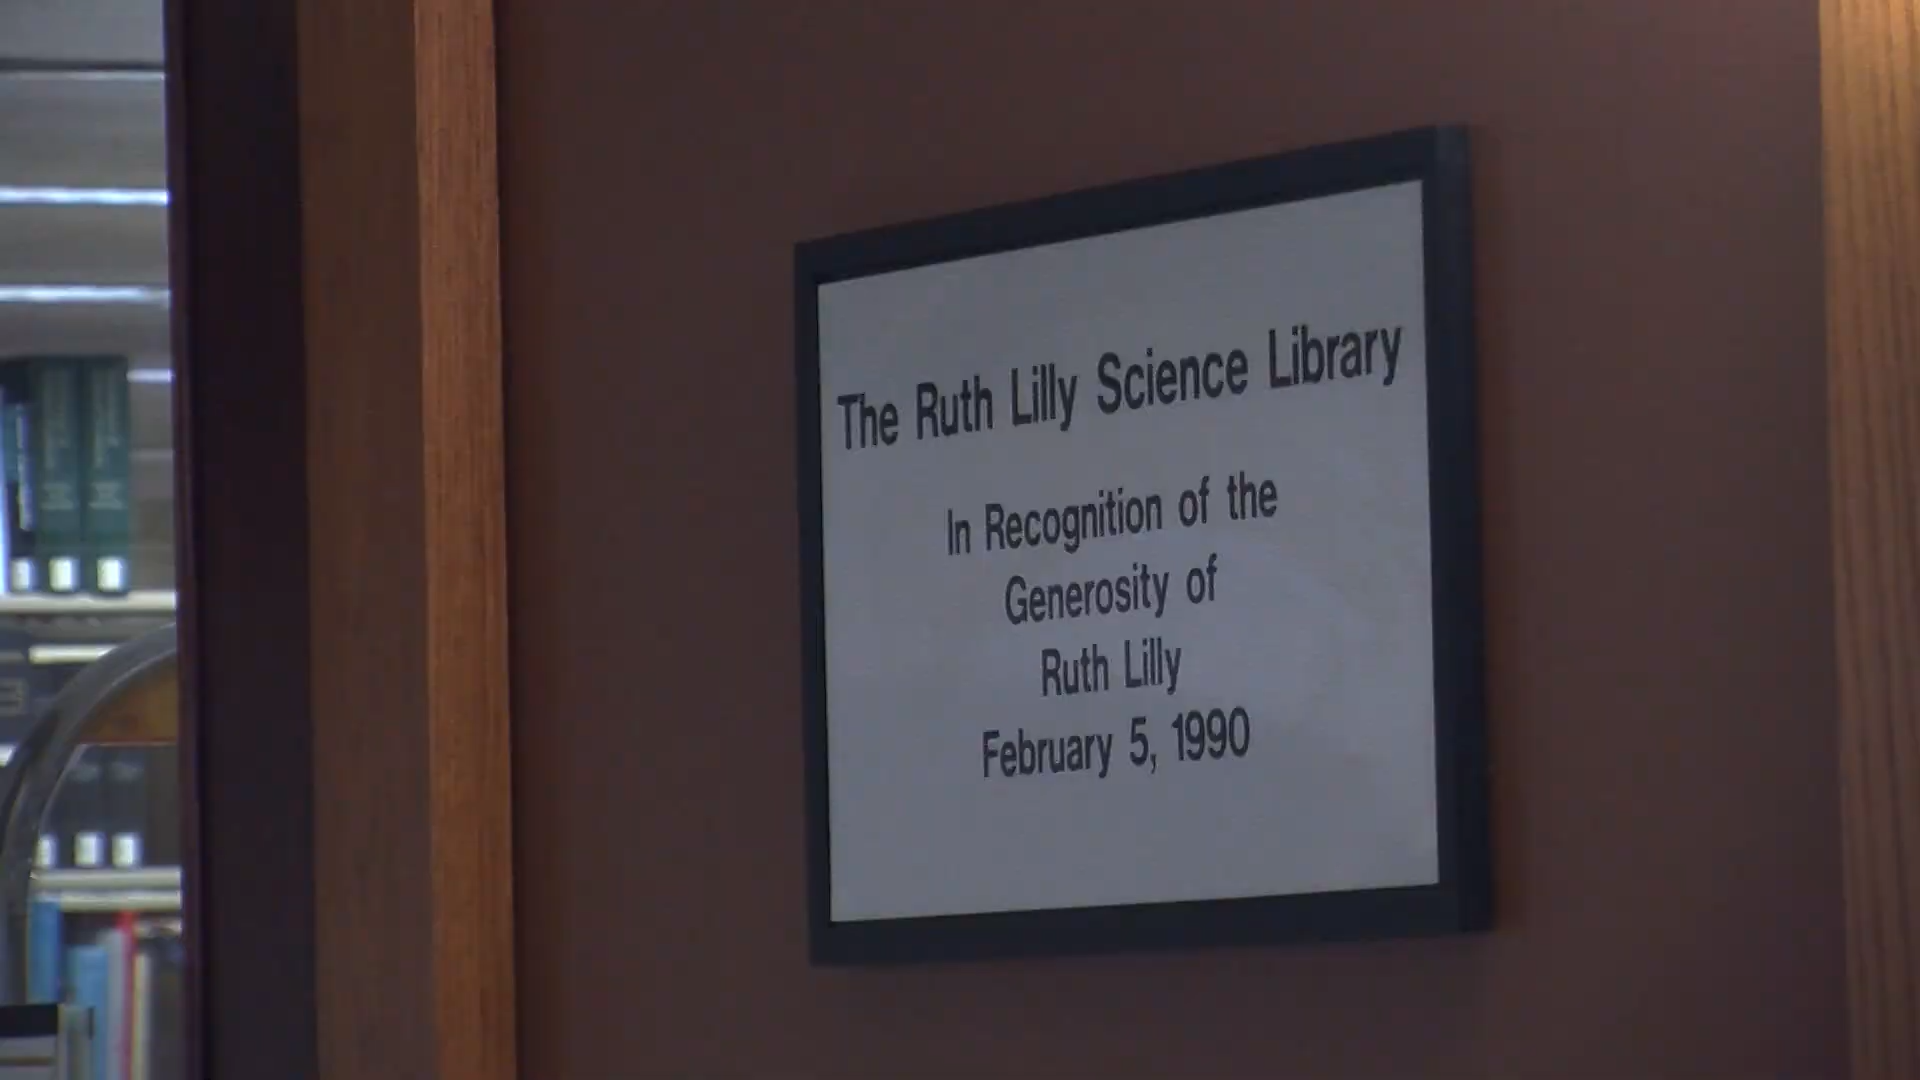 The Ruth Lilly Science Library
In Recognition of the
Generosity of
Ruth Lilly
February 5, 1990